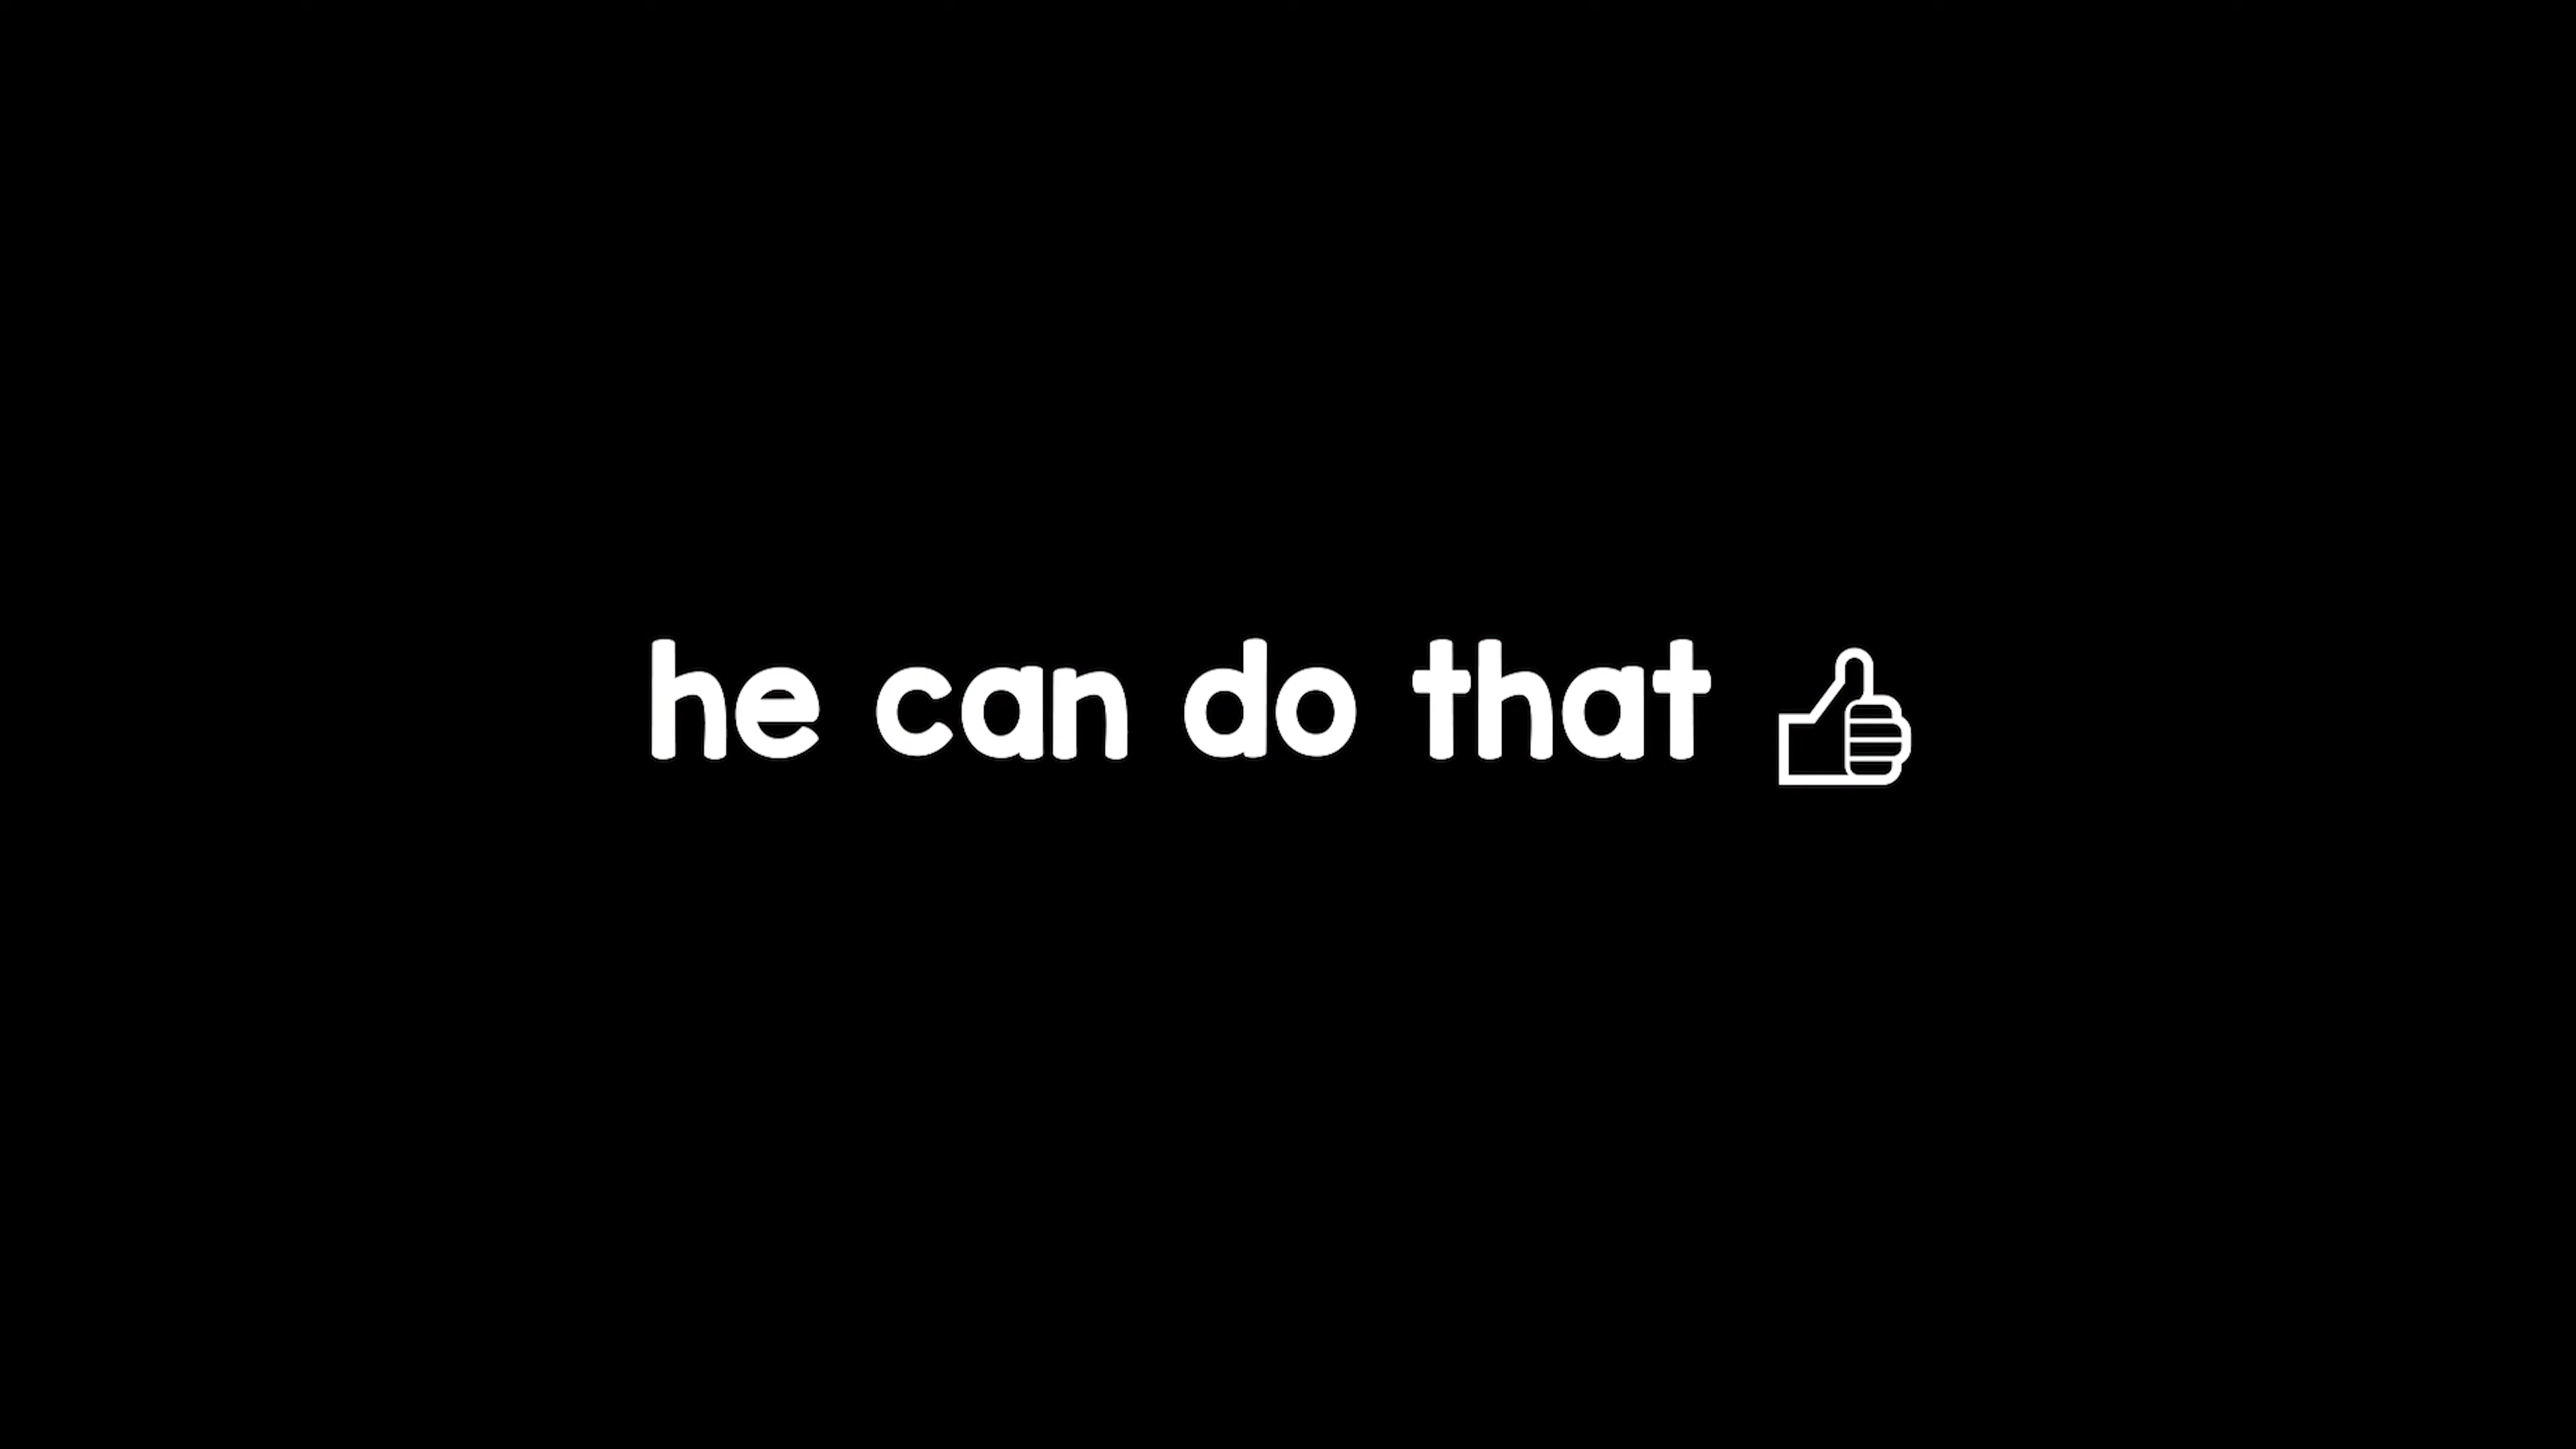 he can do that 👍